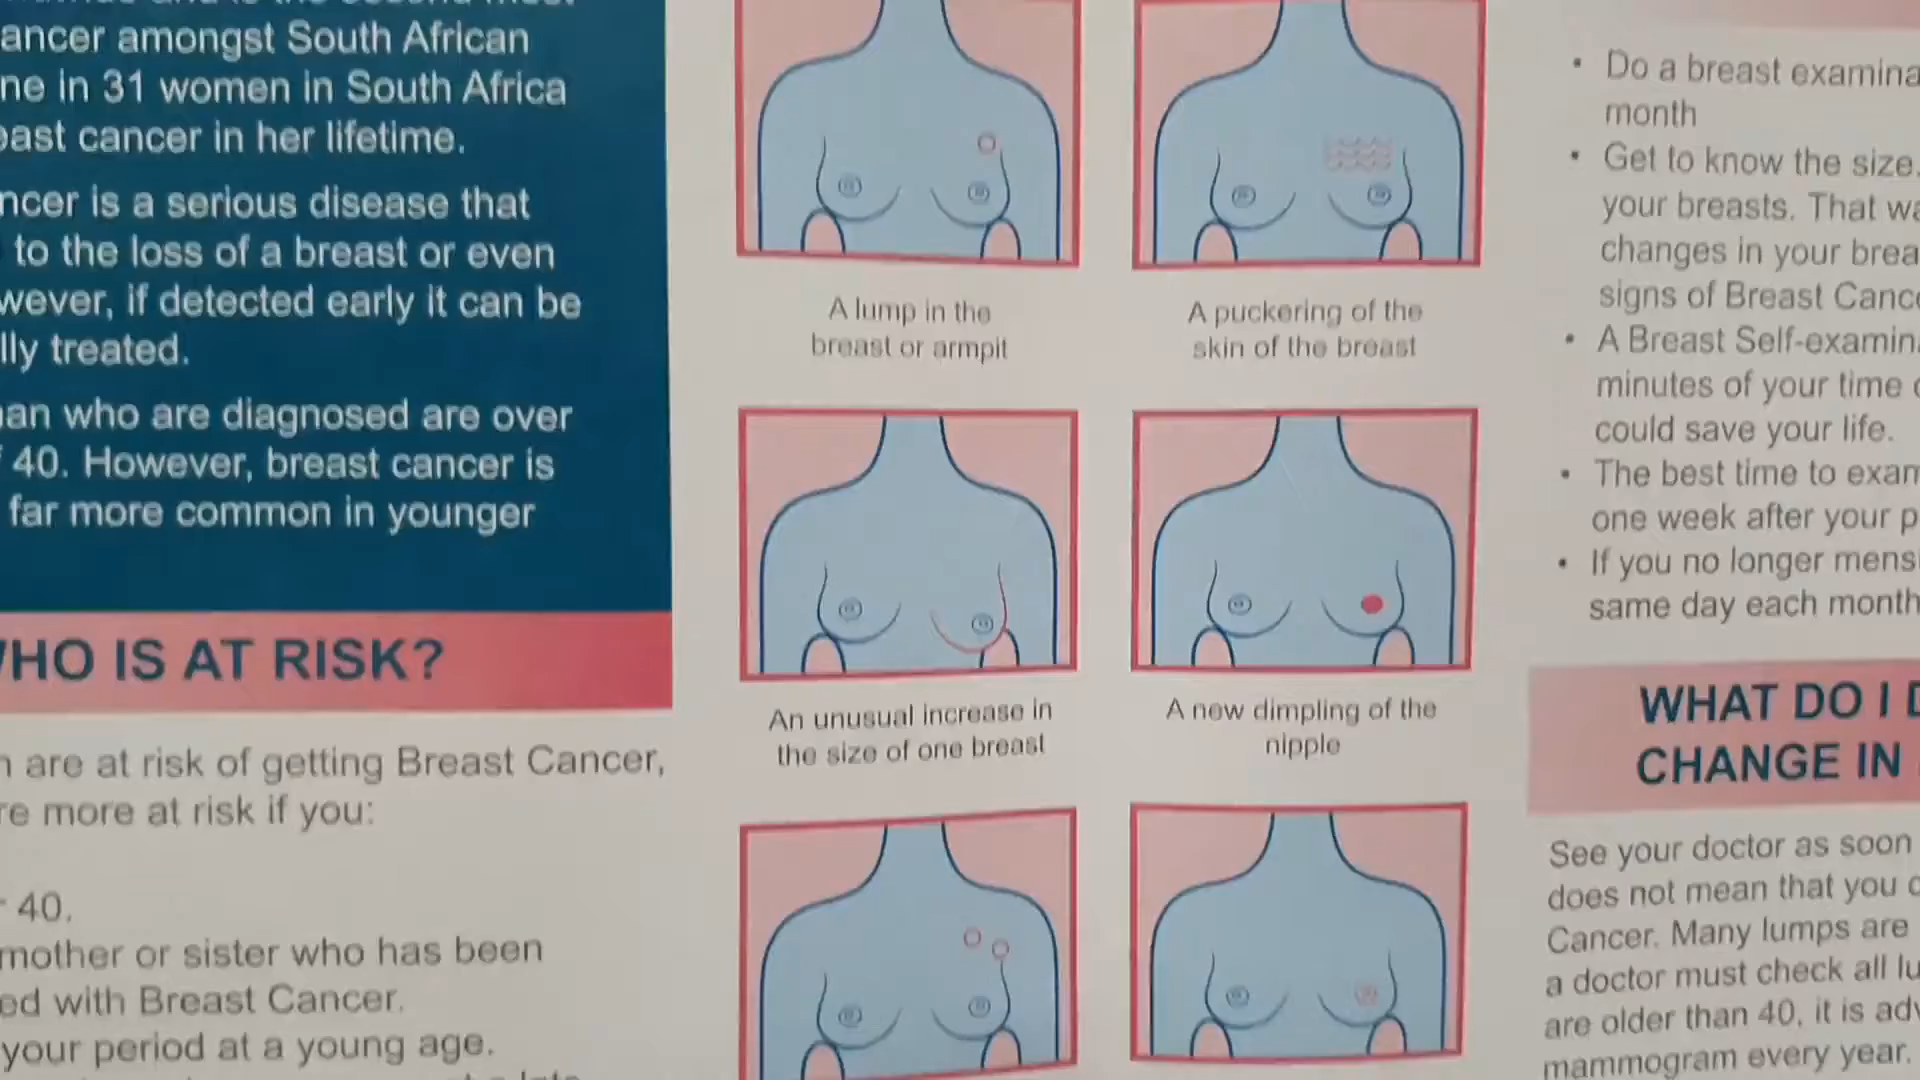 ancer amongst South African
ne in 31 women in South Africa
east cancer in her lifetime.
ncer is a serious disease that
to the loss of a breast or even
wever, if detected early it can be
lly treated.
an who are diagnosed are over
40. However, breast cancer is
far more common in younger
WHO IS AT RISK?
n are at risk of getting Breast Cancer,
re more at risk if you:
40.
mother or sister who has been
ed with Breast Cancer.
your period at a young age.
A lump in the
breast or armpit
A puckering of the
skin of the breast
An unusual increase in
the size of one breast
A new dimpling of the
nipple
• Do a breast examina
month
• Get to know the size.
your breasts. That wa
changes in your brea
signs of Breast Cance
• A Breast Self-examina
minutes of your time
could save your life.
• The best time to exam
one week after your p
• If you no longer mens
same day each month
WHAT DO I D
CHANGE IN
See your doctor as soon
does not mean that you
Cancer. Many lumps are
a doctor must check all lu
are older than 40, it is adv
mammogram every year.